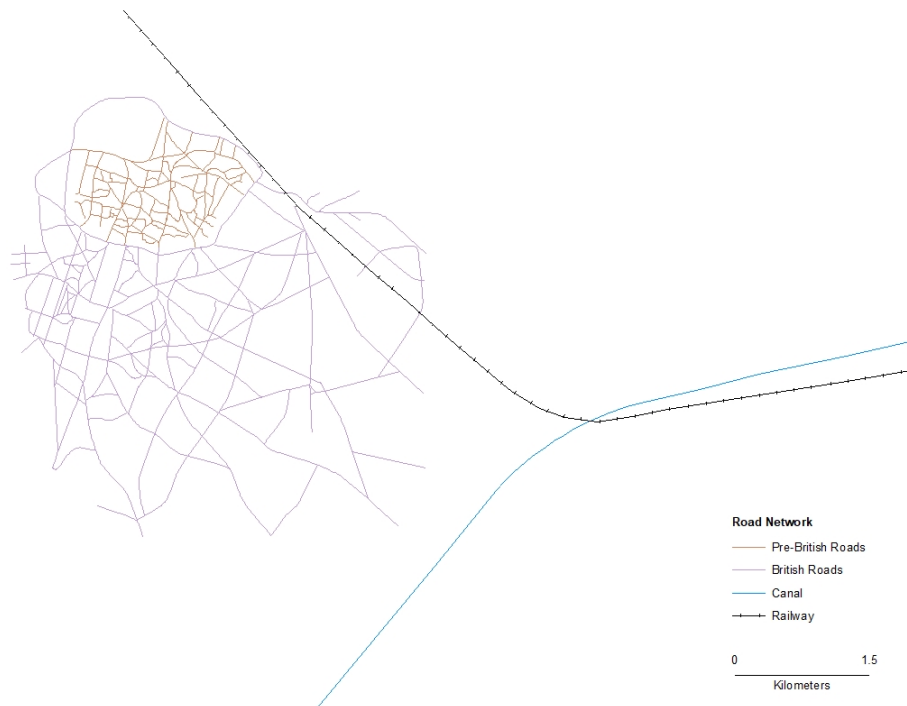 Road Network
Pre-British Roads
British Roads
Canal
Railway
0 1.5
Kilometers